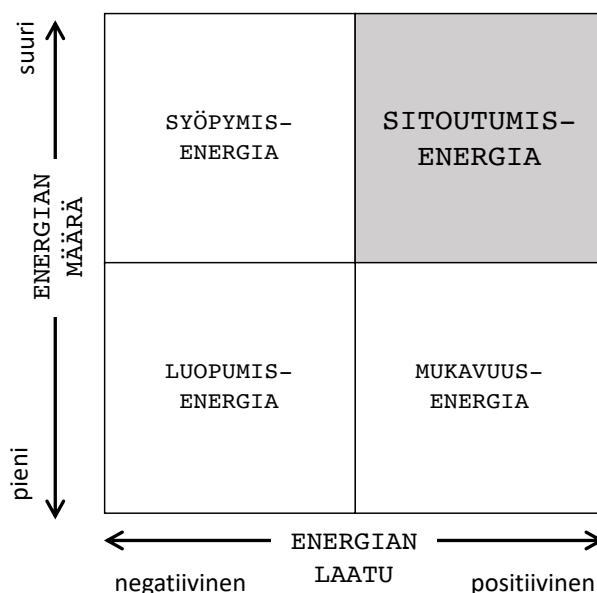 suuri
SYÖPYMIS-
ENERGIA
SITOUTUMIS-
ENERGIA
ENERGIAN
MÄÄRÄ
LUOPUMIS-
ENERGIA
MUKAVUUS-
ENERGIA
pieni
ENERGIAN
LAATU
negatiivinen
positiivinen